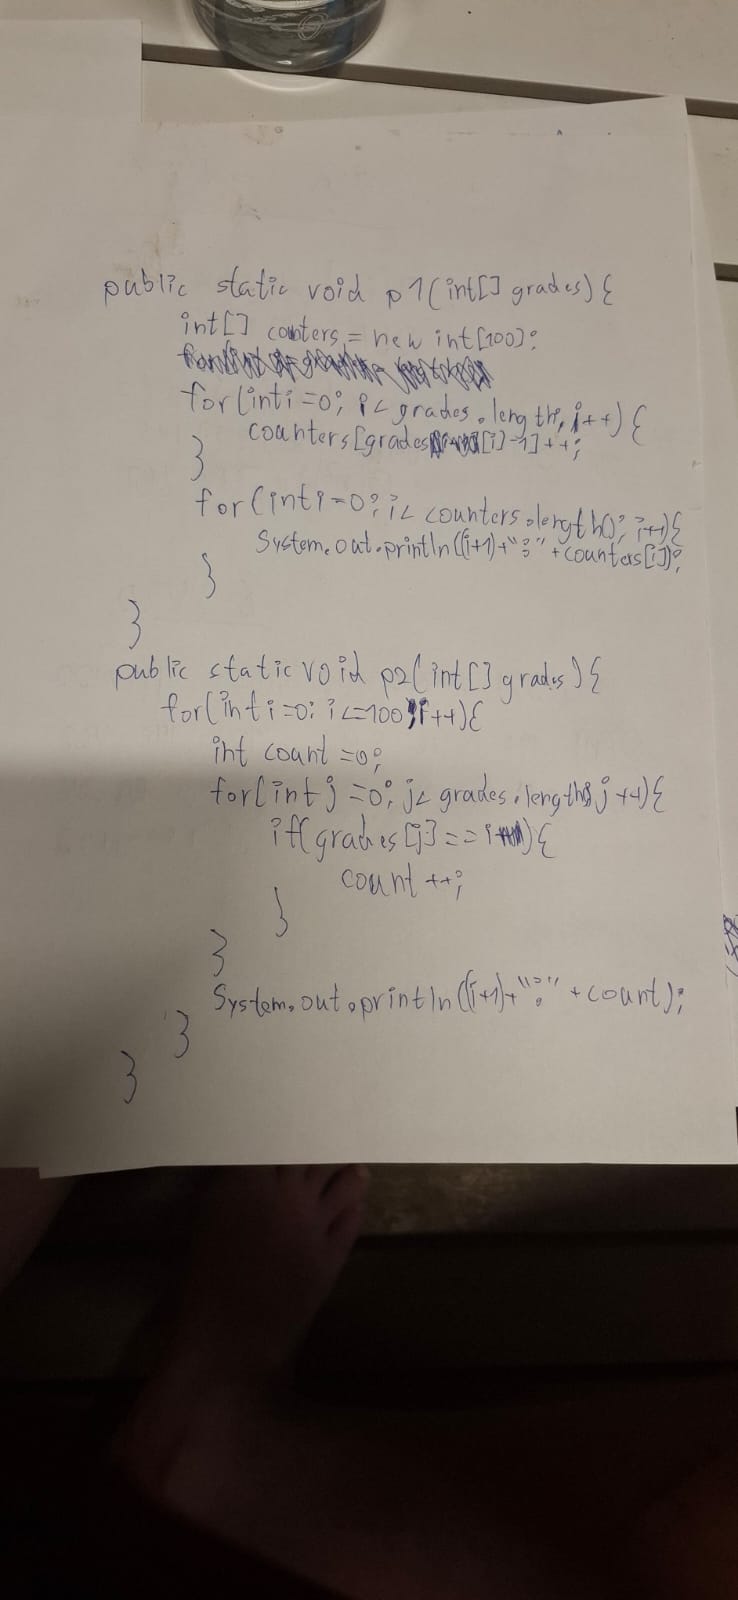 public static void p1(int[] grades){
int[] counters = new int[100];
for(int i=0; i< grades.length; i++){
counters[grades[i]-1]++;
}
for(int i=0; i< counters.length(); i++){
System.out.println((i+1)+":"+counters[i]);
}
}
public static void p2(int[] grades){
for(int i=0; i<=100; i++){
int count =0;
for(int j=0; j< grades.length; j++){
if(grades[j]==i){
count++;
}
}
System.out.println((i+1)+":"+count);
}
}